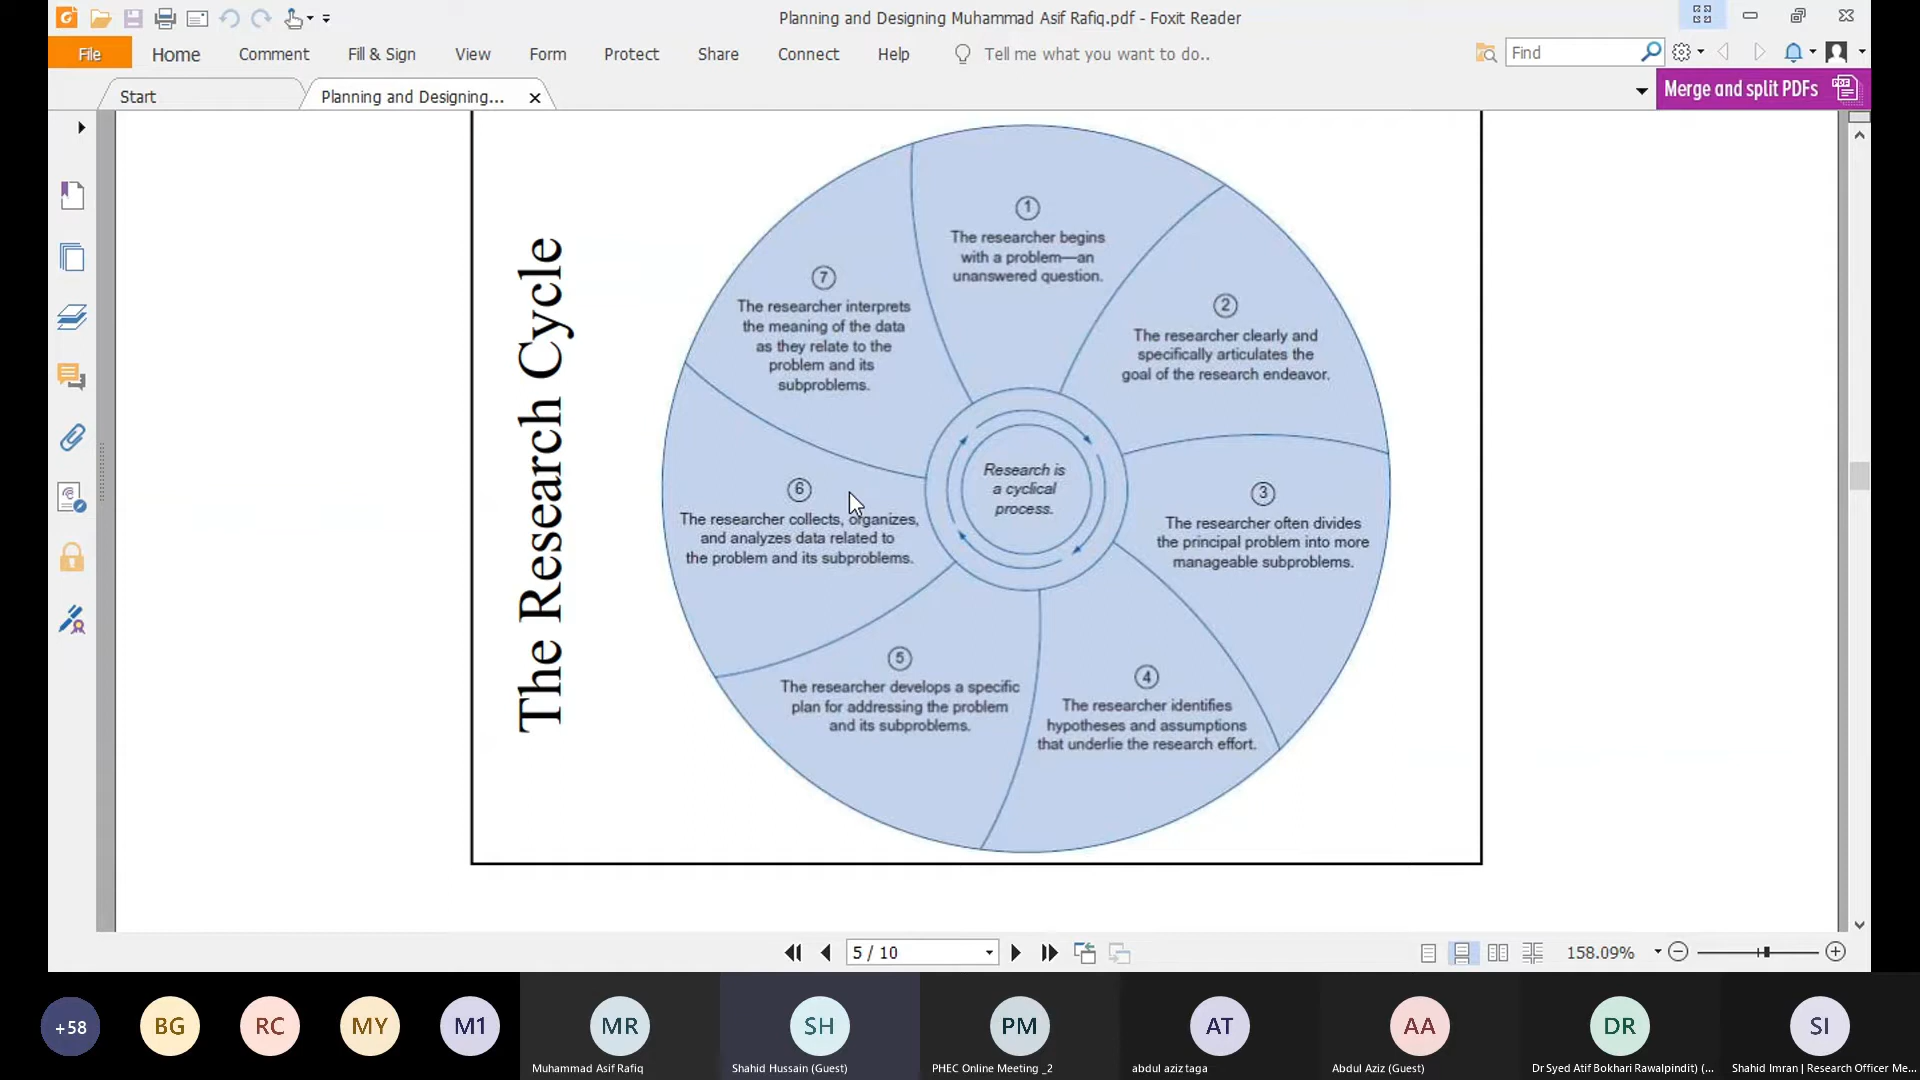 Planning and Designing Muhammad Asif Rafiq.pdf - Foxit Reader
File
Home
Comment
Fill & Sign
View
Form
Protect
Share
Connect
Help
Tell me what you want to do..
Find
Start
Planning and Designing...
Merge and split PDFs
The Research Cycle
1
The researcher begins
with a problem—an
unanswered question.
2
The researcher clearly and
specifically articulates the
goal of the research endeavor.
3
The researcher often divides
the principal problem into more
manageable subproblems.
4
The researcher identifies
hypotheses and assumptions
that underlie the research effort.
5
The researcher develops a specific
plan for addressing the problem
and its subproblems.
6
The researcher collects, organizes,
and analyzes data related to
the problem and its subproblems.
7
The researcher interprets
the meaning of the data
as they relate to the
problem and its
subproblems.
Research is
a cyclical
process.
5 / 10
158.09%
+58
BG
RC
MY
M1
MR
Muhammad Asif Rafiq
SH
Shahid Hussain (Guest)
PM
PHEC Online Meeting _2
AT
abdul aziz taga
AA
Abdul Aziz (Guest)
DR
Dr Syed Atif Bokhari Rawalpindit) (...
SI
Shahid Imran | Research Officer Me...